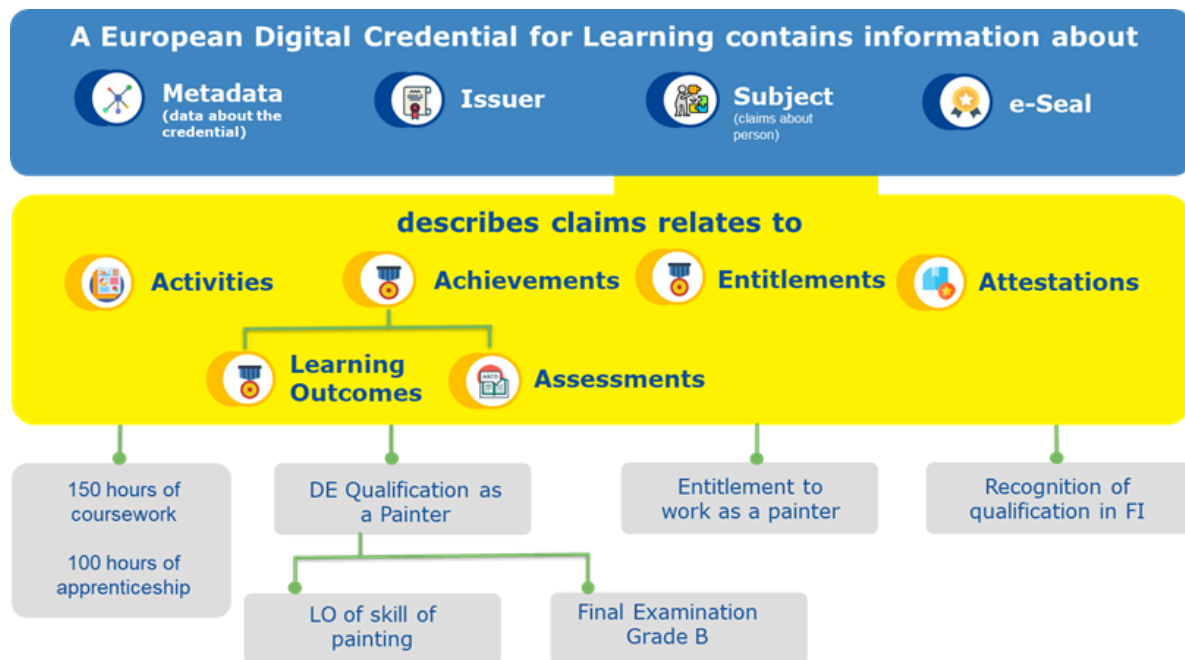 A European Digital Credential for Learning contains information about
Metadata
(data about the
credential)
Issuer
Subject
(claims about
person)
e-Seal
describes claims relates to
Activities
Achievements
Entitlements
Attestations
Learning
Outcomes
ABCD
Assessments
150 hours of
coursework
100 hours of
apprenticeship
DE Qualification as
a Painter
Entitlement to
work as a painter
Recognition of
qualification in FI
LO of skill of
painting
Final Examination
Grade B